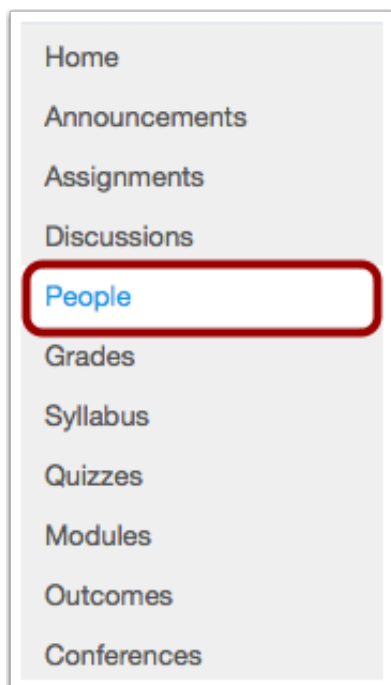 Home
Announcements
Assignments
Discussions
People
Grades
Syllabus
Quizzes
Modules
Outcomes
Conferences